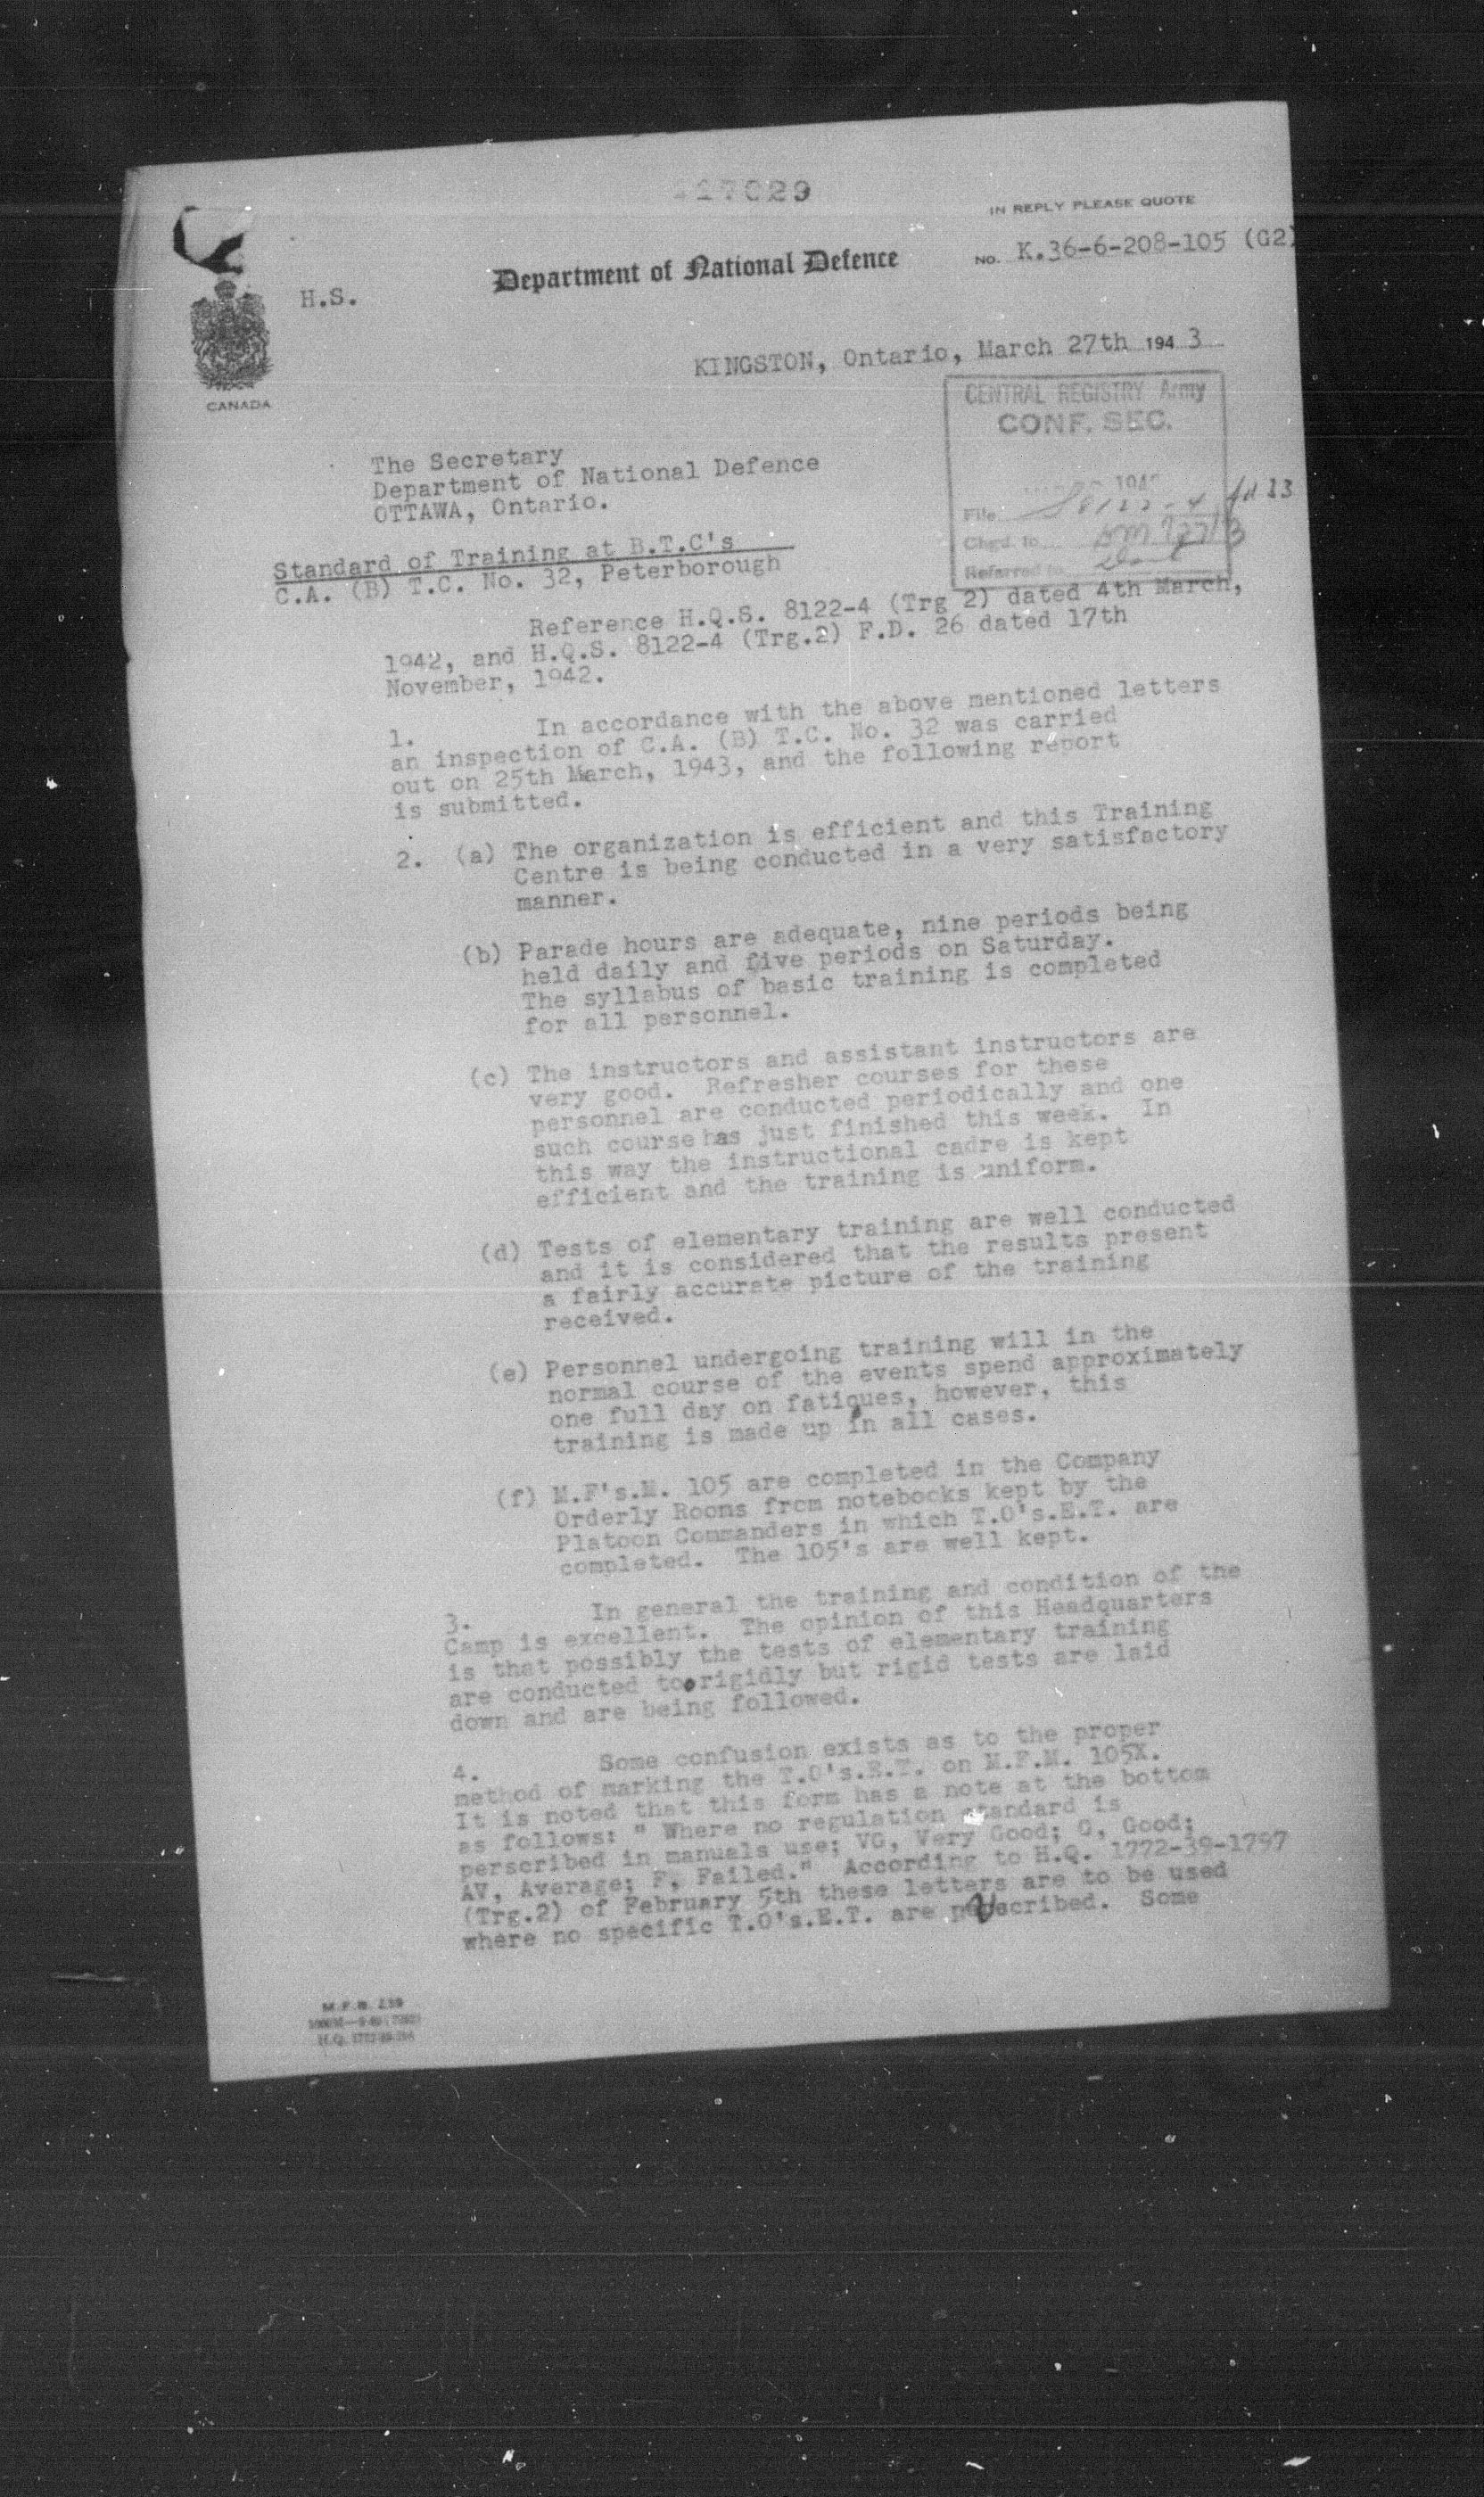 17029
IN REPLY PLEASE QUOTE
No. K.36-6-208-105 (G2)
Department of National Defence
H.S.
CANADA
KINGSTON, Ontario, March 27th 1943
CENTRAL REGISTRY Army
CONF. SEC.
File 8122-4 fd 23
Chgd. to
Referred to
The Secretary
Department of National Defence
OTTAWA, Ontario.
Standard of Training at B.T.C's
C.A. (B) T.C. No. 32, Peterborough
Reference H.Q.S. 8122-4 (Trg 2) dated 4th March,
1942, and H.Q.S. 8122-4 (Trg.2) F.D. 26 dated 17th
November, 1942.
1. In accordance with the above mentioned letters
an inspection of C.A. (B) T.C. No. 32 was carried
out on 25th March, 1943, and the following report
is submitted.
2. (a) The organization is efficient and this Training
Centre is being conducted in a very satisfactory
manner.
(b) Parade hours are adequate, nine periods being
held daily and five periods on Saturday.
The syllabus of basic training is completed
for all personnel.
(c) The instructors and assistant instructors are
very good. Refresher courses for these
personnel are conducted periodically and one
such course has just finished this week. In
this way the instructional cadre is kept
efficient and the training is uniform.
(d) Tests of elementary training are well conducted
and it is considered that the results present
a fairly accurate picture of the training
received.
(e) Personnel undergoing training will in the
normal course of the events spend approximately
one full day on fatigues, however, this
training is made up in all cases.
(f) M.F's.M. 105 are completed in the Company
Orderly Rooms from notebooks kept by the
Platoon Commanders in which T.O's.E.T. are
completed. The 105's are well kept.
3. In general the training and condition of the
Camp is excellent. The opinion of this Headquarters
is that possibly the tests of elementary training
are conducted too rigidly but rigid tests are laid
down and are being followed.
4. Some confusion exists as to the proper
method of marking the T.O's.E.T. on M.F.M. 105X.
It is noted that this form has a note at the bottom
as follows: " Where no regulation standard is
perscribed in manuals use; VG, Very Good; G, Good;
AV, Average; F, Failed." According to H.Q. 1772-39-1797
(Trg.2) of February 5th these letters are to be used
where no specific T.O's.E.T. are prescribed. Some
M.F.B. 239